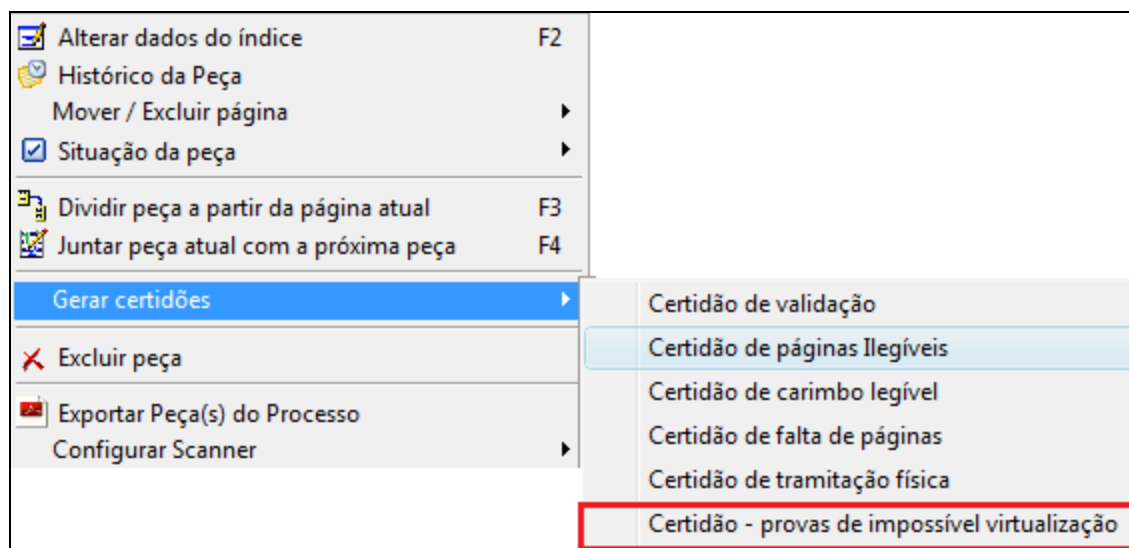 Alterar dados do índice F2
Histórico da Peça
Mover / Excluir página
Situação da peça
Dividir peça a partir da página atual F3
Juntar peça atual com a próxima peça F4
Gerar certidões
Certidão de validação
Certidão de páginas Ilegíveis
Certidão de carimbo legível
Certidão de falta de páginas
Certidão de tramitação física
Certidão - provas de impossível virtualização
Excluir peça
Exportar Peça(s) do Processo
Configurar Scanner